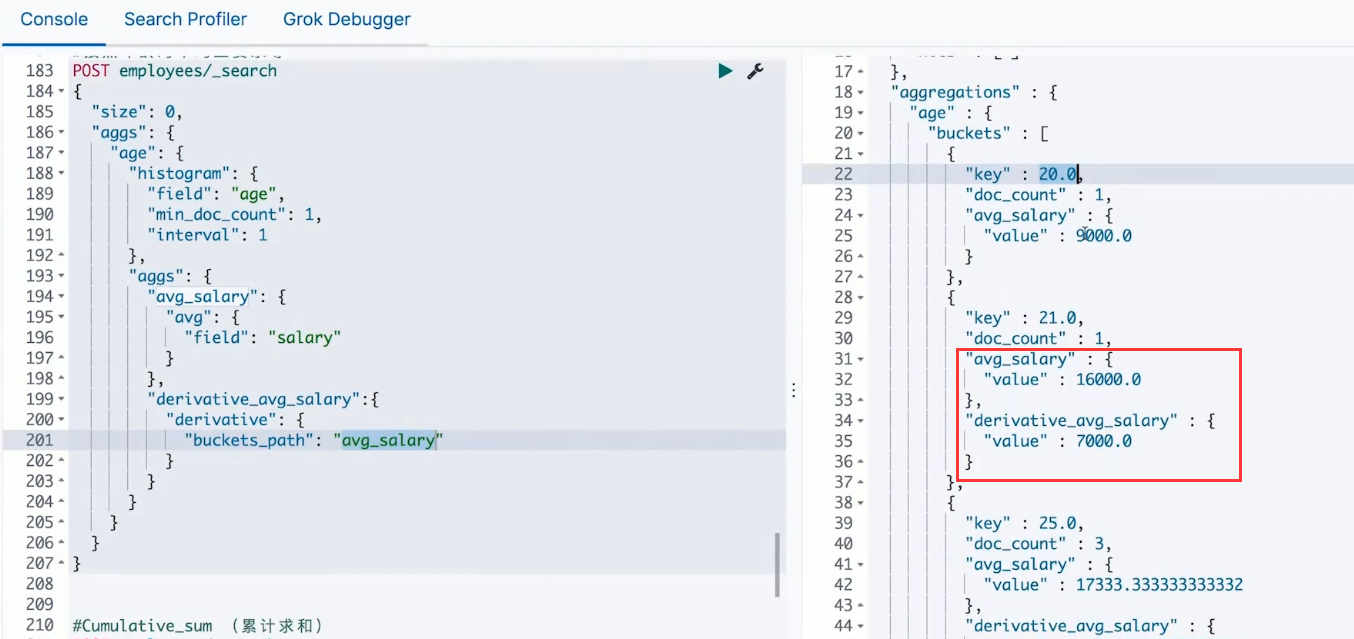 Console Search Profiler Grok Debugger
183 POST employees/_search
184 {
185 "size": 0,
186 "aggs": {
187 "age": {
188 "histogram": {
189 "field": "age",
190 "min_doc_count": 1,
191 "interval": 1
192 },
193 "aggs": {
194 "avg_salary": {
195 "avg": {
196 "field": "salary"
197 }
198 },
199 "derivative_avg_salary":{
200 "derivative": {
201 "buckets_path": "avg_salary"
202 }
203 }
204 }
205 }
206 }
207 }
208
209
210 #Cumulative_sum （累计求和）
17 },
18 "aggregations" : {
19 "age" : {
20 "buckets" : [
21 {
22 "key" : 20.0,
23 "doc_count" : 1,
24 "avg_salary" : {
25 "value" : 9000.0
26 }
27 },
28 {
29 "key" : 21.0,
30 "doc_count" : 1,
31 "avg_salary" : {
32 "value" : 16000.0
33 },
34 "derivative_avg_salary" : {
35 "value" : 7000.0
36 }
37 },
38 {
39 "key" : 25.0,
40 "doc_count" : 3,
41 "avg_salary" : {
42 "value" : 17333.333333333332
43 },
44 "derivative_avg_salary" : {